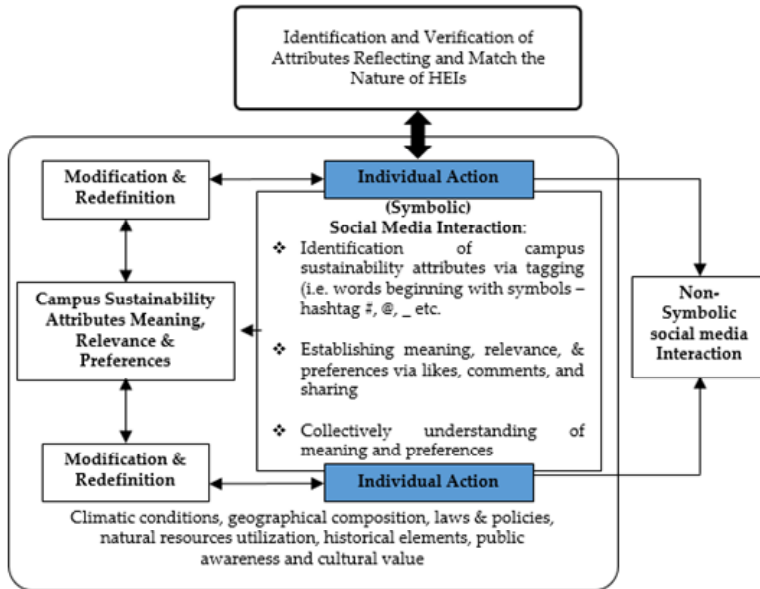 Identification and Verification of
Attributes Reflecting and Match the
Nature of HEIs
Modification &
Redefinition
Individual Action
(Symbolic)
Social Media Interaction:
❖ Identification of campus
sustainability attributes via tagging
(i.e. words beginning with symbols –
hashtag #, @, _ etc.
❖ Establishing meaning, relevance, &
preferences via likes, comments, and
sharing
❖ Collectively understanding of
meaning and preferences
Campus Sustainability
Attributes Meaning,
Relevance &
Preferences
Non-
Symbolic
social media
Interaction
Modification &
Redefinition
Individual Action
Climatic conditions, geographical composition, laws & policies,
natural resources utilization, historical elements, public
awareness and cultural value